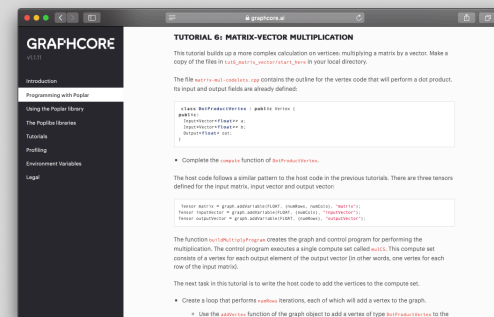 graphcore.ai
GRAPHCORE
v1.1.11
Introduction
Programming with Poplar
Using the Poplar library
The Poplibs libraries
Tutorials
Profiling
Environment Variables
Legal
TUTORIAL 6: MATRIX-VECTOR MULTIPLICATION
This tutorial builds up a more complex calculation on vertices: multiplying a matrix by a vector. Make a
copy of the files in tut6_matrix_vector/start_here in your local directory.
The file matrix-mul-codelets.cpp contains the outline for the vertex code that will perform a dot product.
Its input and output fields are already defined:
class DotProductVertex : public Vertex {
public:
Input<Vector<float>> a;
Input<Vector<float>> b;
Output<float> out;
}
• Complete the compute function of DotProductVertex.
The host code follows a similar pattern to the host code in the previous tutorials. There are three tensors
defined for the input matrix, input vector and output vector:
Tensor matrix = graph.addVariable(FLOAT, {numRows, numCols}, "matrix");
Tensor inputVector = graph.addVariable(FLOAT, {numCols}, "inputVector");
Tensor outputVector = graph.addVariable(FLOAT, {numRows}, "outputVector");
The function buildMultiplyProgram creates the graph and control program for performing the
multiplication. The control program executes a single compute set called mulCS. This compute set
consists of a vertex for each output element of the output vector (in other words, one vertex for each
row of the input matrix).
The next task in this tutorial is to write the host code to add the vertices to the compute set.
• Create a loop that performs numRows iterations, each of which will add a vertex to the graph.
◦ Use the addVertex function of the graph object to add a vertex of type DotProductVertex to the